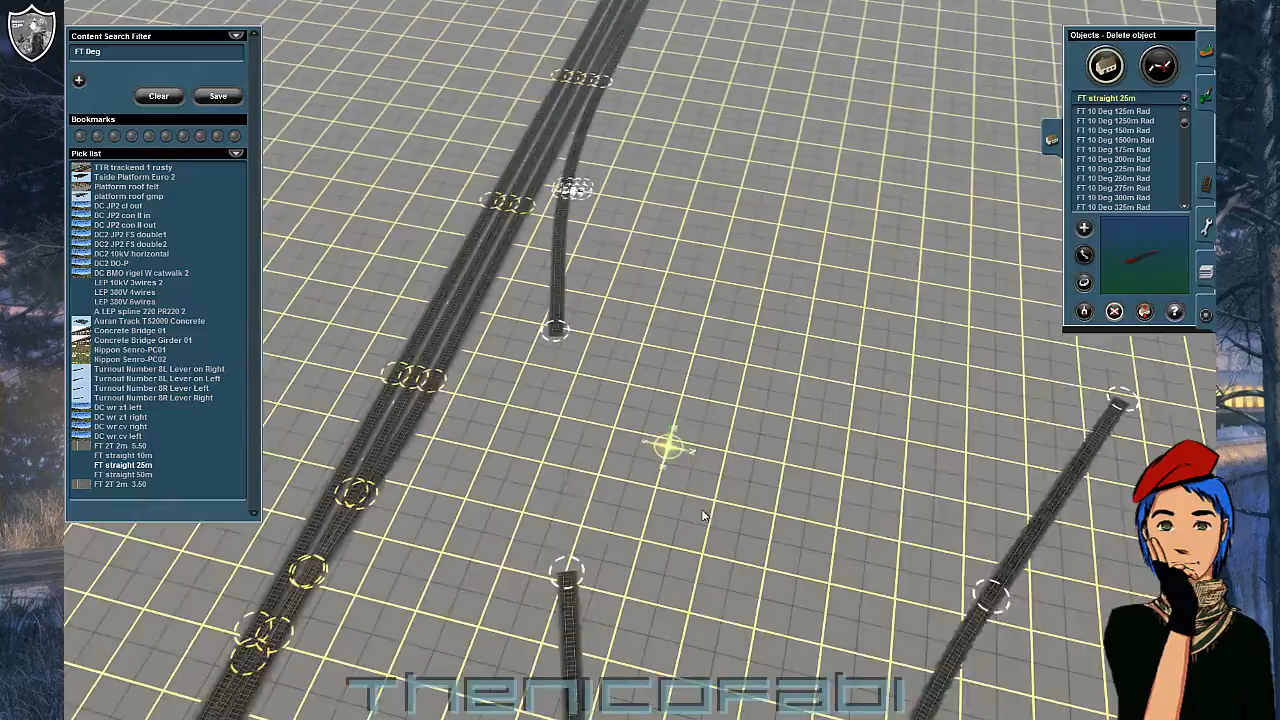 Content Search Filter
FT Deg
Clear
Save
Bookmarks
Pick list
TTR trackend 1 rusty
Tside Platform Euro 2
Platform roof felt
platform roof gmp
DC JP2 cl out
DC JP2 con II in
DC JP2 con II out
DC2 JP2 FS double1
DC2 JP2 FS double2
DC2 10kV horizontal
DC2 DO-P
DC BMO rigel W catwalk 2
LEP 10kV 3wires 2
LEP 380V 4wires
LEP 380V 6wires
A LEP spline 220 PR220 2
Auran Track TS2009 Concrete
Concrete Bridge 01
Concrete Bridge Girder 01
Nippon Senro-PC01
Nippon Senro-PC02
Turnout Number 8L Lever on Right
Turnout Number 8L Lever on Left
Turnout Number 8R Lever Left
Turnout Number 8R Lever Right
DC wr z1 left
DC wr z1 right
DC wr cv right
DC wr cv left
FT 2T 2m 5.50
FT straight 10m
FT straight 25m
FT straight 50m
FT 2T 2m 3.50
Objects - Delete object
FT straight 25m
FT 10 Deg 125m Rad
FT 10 Deg 1250m Rad
FT 10 Deg 150m Rad
FT 10 Deg 1500m Rad
FT 10 Deg 175m Rad
FT 10 Deg 200m Rad
FT 10 Deg 225m Rad
FT 10 Deg 250m Rad
FT 10 Deg 275m Rad
FT 10 Deg 300m Rad
FT 10 Deg 325m Rad
Thenicofabi